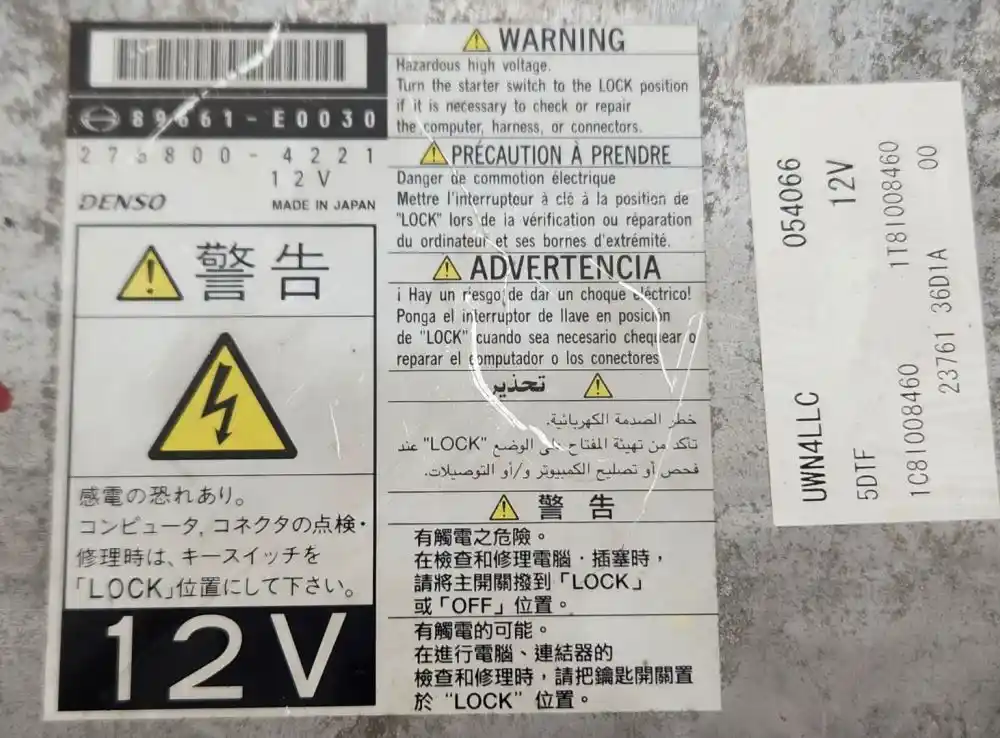 89661-E0030
275800-4221
12V
DENSO
MADE IN JAPAN
警告
感電の恐れあり。
コンピュータ, コネクタの点検・
修理時は、キースイッチを
「LOCK」位置にして下さい。
12V
WARNING
Hazardous high voltage.
Turn the starter switch to the LOCK position
if it is necessary to check or repair
the computer, harness, or connectors.
PRÉCAUTION À PRENDRE
Danger de commotion électrique
Mettre l'interrupteur à clé à la position de
"LOCK" lors de la vérification ou réparation
du ordinateur et ses bornes d'extrémité.
ADVERTENCIA
¡ Hay un riesgo de dar un choque eléctrico!
Ponga el interruptor de llave en posición
de "LOCK" cuando sea necesario chequear o
reparar el computador o los conectores
تحذير
خطر الصدمة الكهربائية.
تأكد من تهيئة المفتاح على الوضع "LOCK" عند
فحص أو تصليح الكمبيوتر و/أو التوصيلات.
警告
有觸電之危險。
在檢查和修理電腦・插塞時，
請將主開關撥到「LOCK」
或「OFF」位置。
有觸電的可能。
在進行電腦、連結器的
檢查和修理時，請把鑰匙開關置
於 "LOCK" 位置。
UWN4LLC 054066
5DTF 12V
1C81008460 1T81008460
23761 36D1A 00